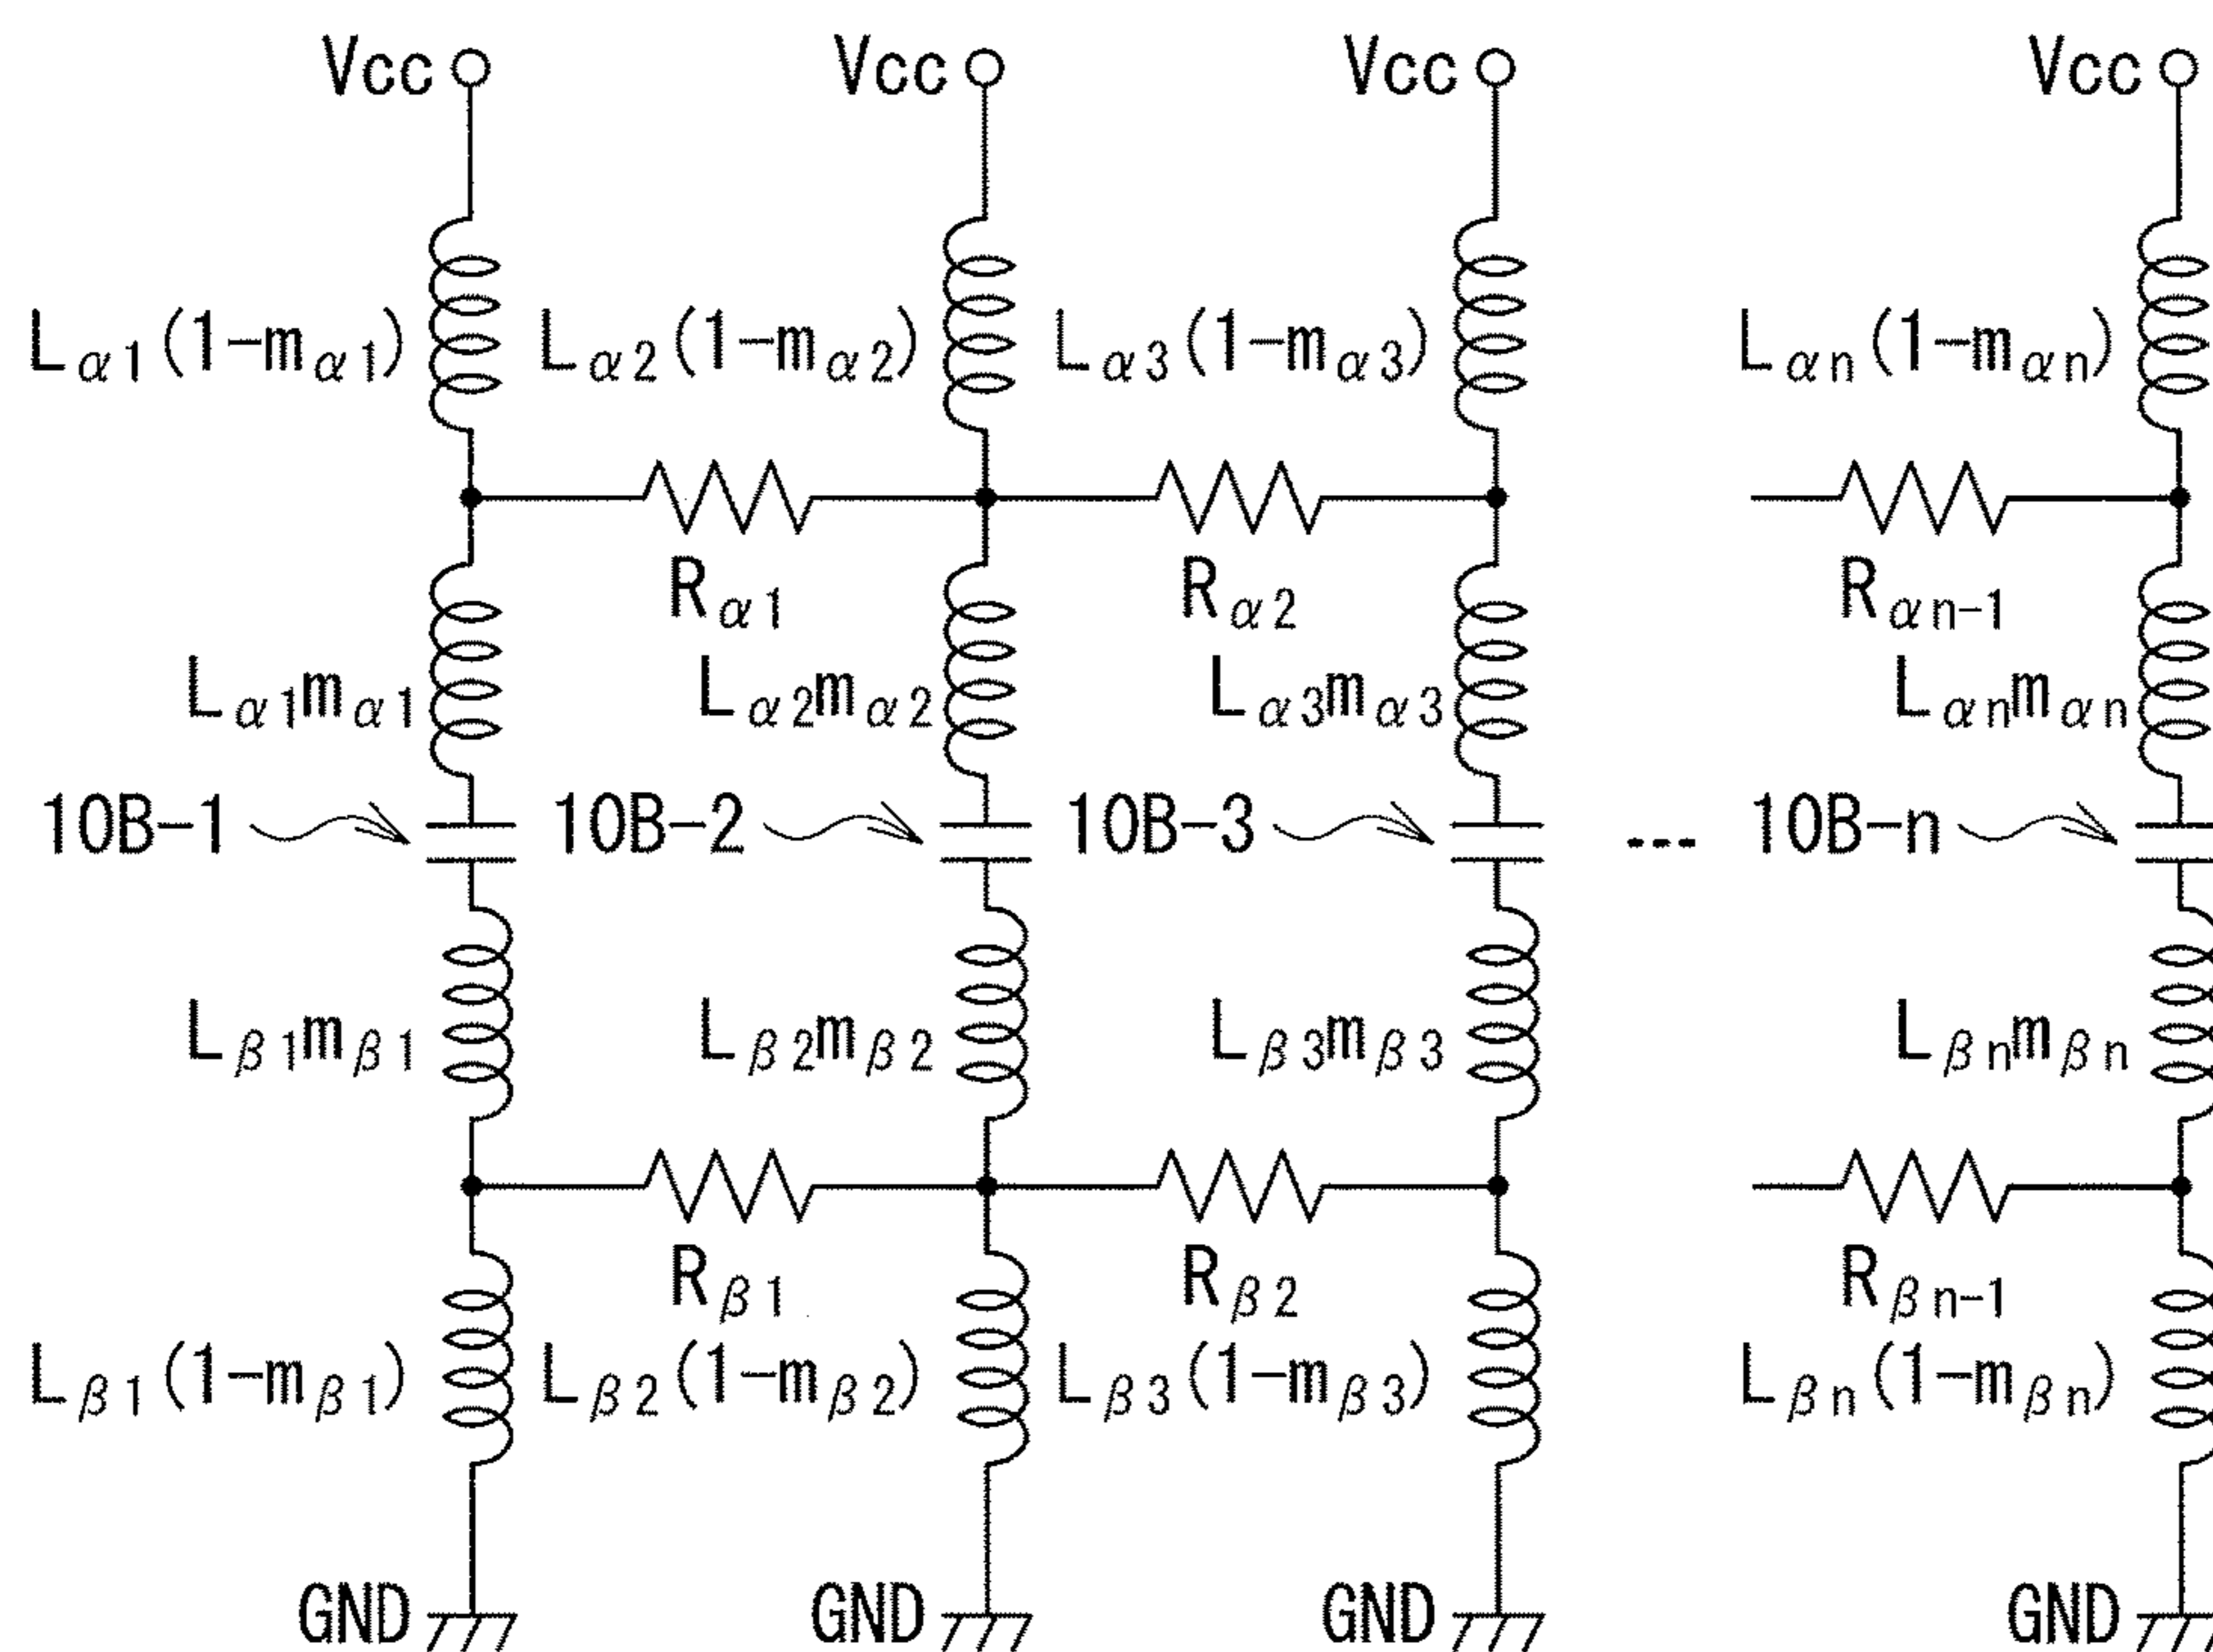 Vcc Vcc Vcc Vcc
Lα1(1-mα1) Lα2(1-mα2) Lα3(1-mα3) Lαn(1-mαn)
Rα1 Rα2 Rαn-1
Lα1mα1 Lα2mα2 Lα3mα3 Lαnmαn
10B-1 10B-2 10B-3 --- 10B-n
Lβ1mβ1 Lβ2mβ2 Lβ3mβ3 Lβnmβn
Rβ1 Rβ2 Rβn-1
Lβ1(1-mβ1) Lβ2(1-mβ2) Lβ3(1-mβ3) Lβn(1-mβn)
GND GND GND GND